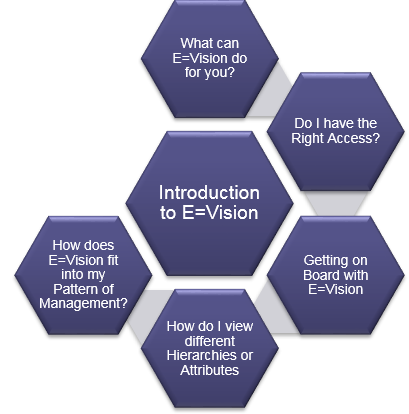 What can
E=Vision do
for you?
Do I have the
Right Access?
Introduction
to E=Vision
Getting on
Board with
E=Vision
How do I view
different
Hierarchies or
Attributes
How does
E=Vision fit
into my
Pattern of
Management?